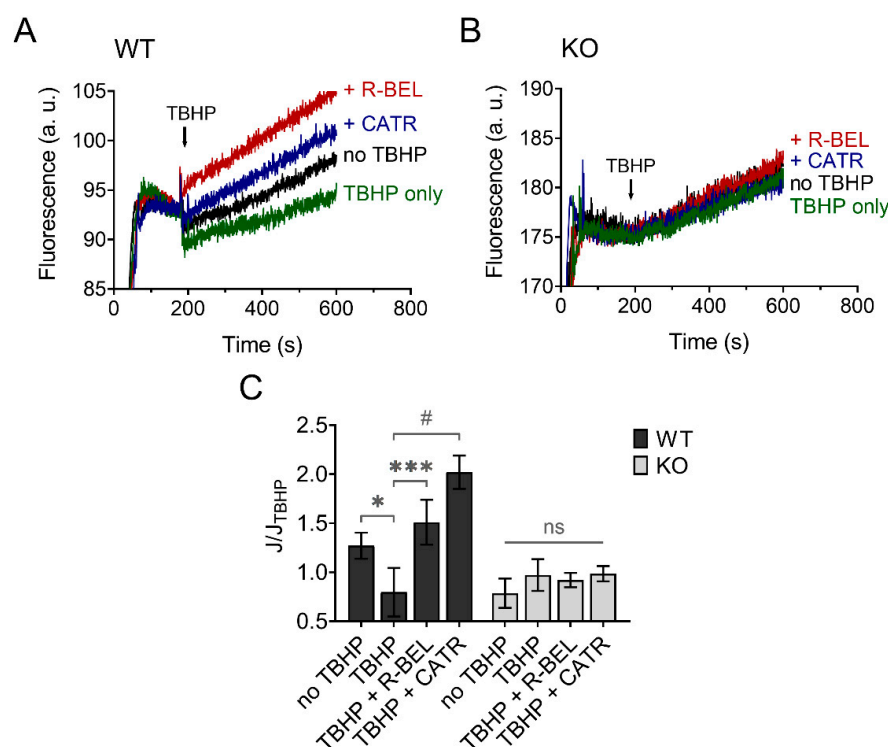 A
WT
Fluorescence (a. u.)
105
100
95
90
85
TBHP
+ R-BEL
+ CATR
no TBHP
TBHP only
0
200
400
600
800
Time (s)
B
KO
Fluorescence (a. u.)
190
185
180
175
170
TBHP
+ R-BEL
+ CATR
no TBHP
TBHP only
0
200
400
600
800
Time (s)
C
J/J_TBHP
2.5
2.0
1.5
1.0
0.5
*
***
#
ns
WT
KO
no TBHP
TBHP
TBHP + R-BEL
TBHP + CATR
no TBHP
TBHP
TBHP + R-BEL
TBHP + CATR